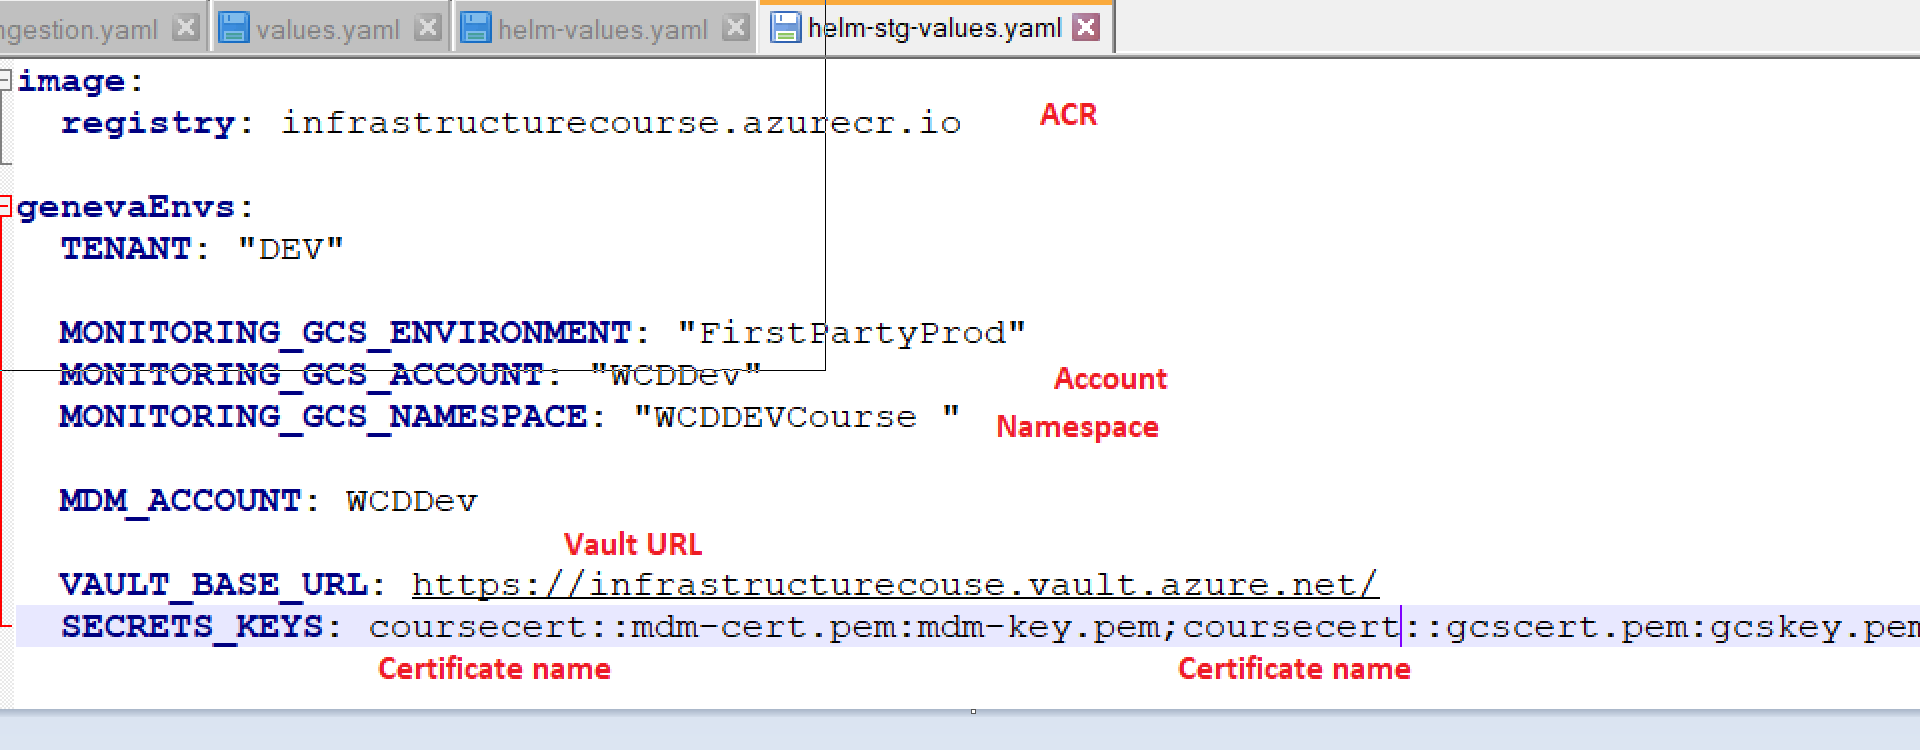 ngestion.yaml values.yaml helm-values.yaml helm-stg-values.yaml
image:
registry: infrastructurecourse.azurecr.io ACR
genevaEnvs:
TENANT: "DEV"
MONITORING_GCS_ENVIRONMENT: "FirstPartyProd"
MONITORING_GCS_ACCOUNT: "WCDDev" Account
MONITORING_GCS_NAMESPACE: "WCDDEVCourse " Namespace
MDM_ACCOUNT: WCDDev
Vault URL
VAULT_BASE_URL: https://infrastructurecouse.vault.azure.net/
SECRETS_KEYS: coursecert::mdm-cert.pem:mdm-key.pem;coursecert::gcscert.pem:gcskey.pem
Certificate name Certificate name